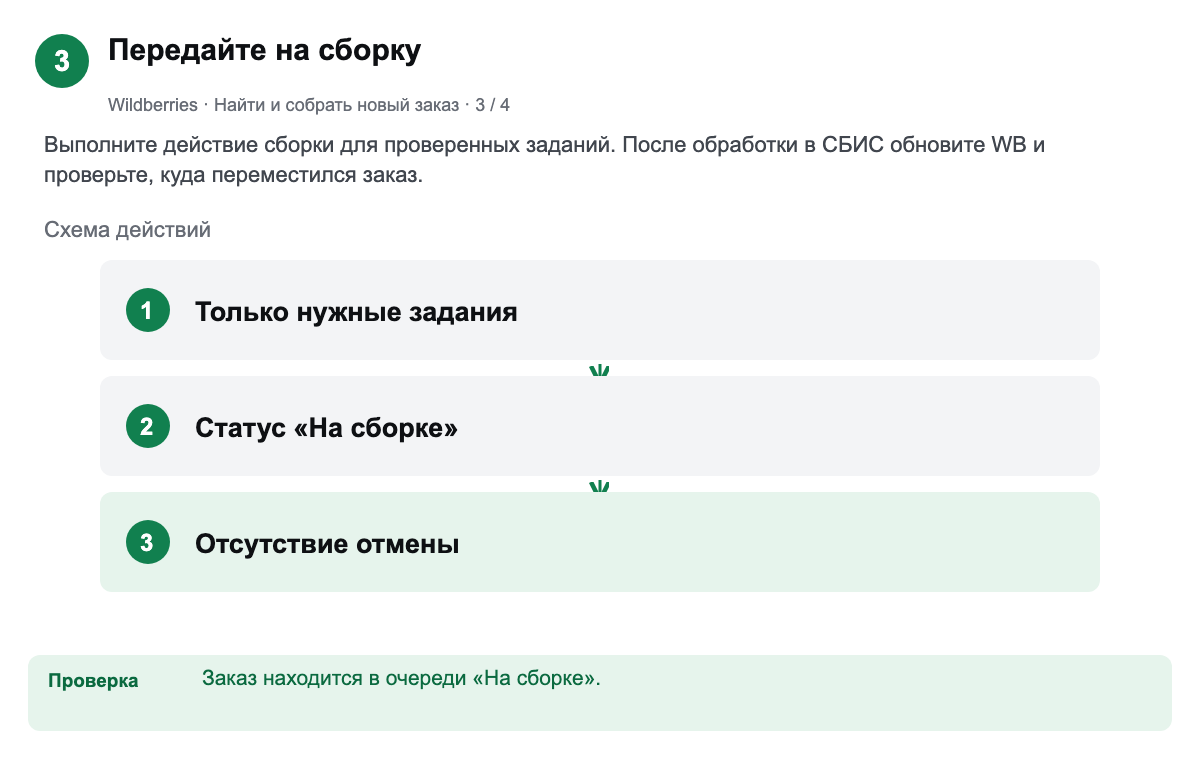 3
Передайте на сборку
Wildberries · Найти и собрать новый заказ · 3 / 4
Выполните действие сборки для проверенных заданий. После обработки в СБИС обновите WB и
проверьте, куда переместился заказ.
Схема действий
1 Только нужные задания
2 Статус «На сборке»
3 Отсутствие отмены
Проверка Заказ находится в очереди «На сборке».